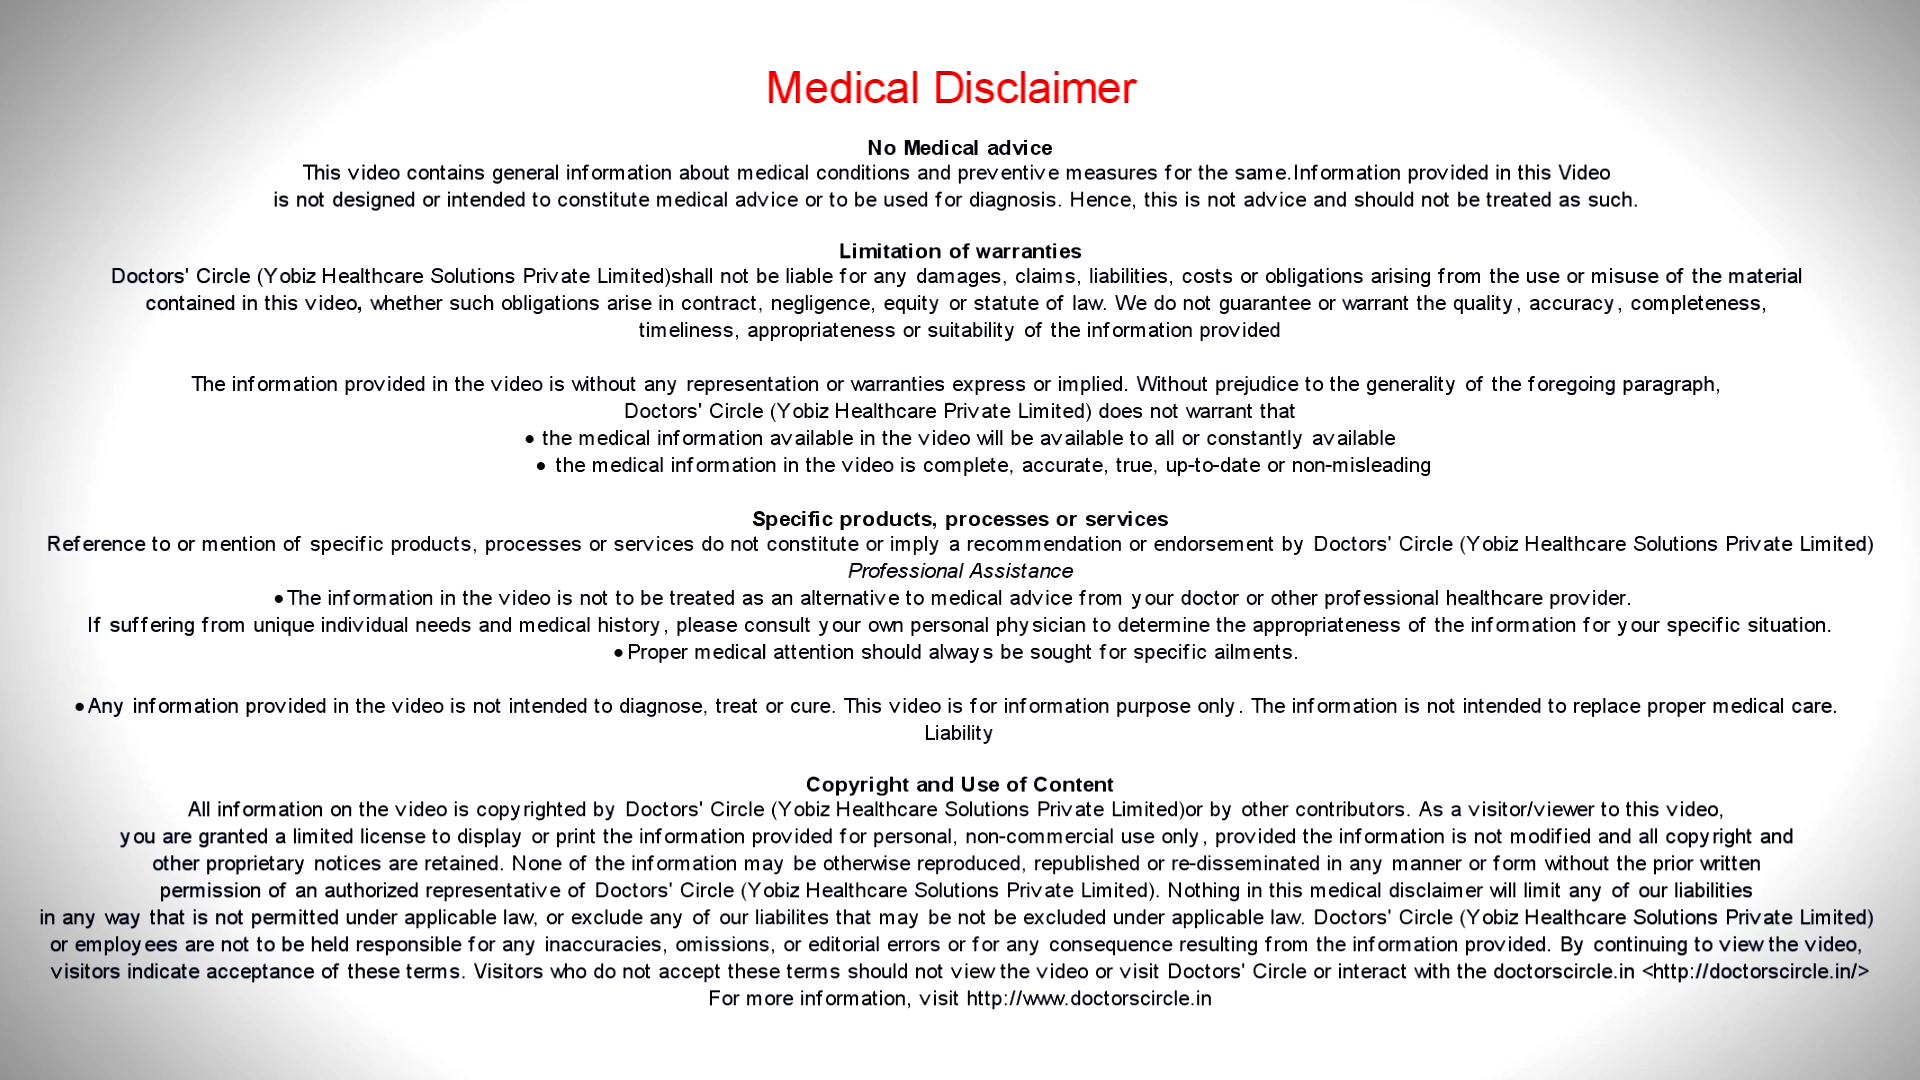 Medical Disclaimer
No Medical advice
This video contains general information about medical conditions and preventive measures for the same.Information provided in this Video
is not designed or intended to constitute medical advice or to be used for diagnosis. Hence, this is not advice and should not be treated as such.
Limitation of warranties
Doctors' Circle (Yobiz Healthcare Solutions Private Limited)shall not be liable for any damages, claims, liabilities, costs or obligations arising from the use or misuse of the material
contained in this video, whether such obligations arise in contract, negligence, equity or statute of law. We do not guarantee or warrant the quality, accuracy, completeness,
timeliness, appropriateness or suitability of the information provided
The information provided in the video is without any representation or warranties express or implied. Without prejudice to the generality of the foregoing paragraph,
Doctors' Circle (Yobiz Healthcare Private Limited) does not warrant that
• the medical information available in the video will be available to all or constantly available
• the medical information in the video is complete, accurate, true, up-to-date or non-misleading
Specific products, processes or services
Reference to or mention of specific products, processes or services do not constitute or imply a recommendation or endorsement by Doctors' Circle (Yobiz Healthcare Solutions Private Limited)
Professional Assistance
•The information in the video is not to be treated as an alternative to medical advice from your doctor or other professional healthcare provider.
If suffering from unique individual needs and medical history, please consult your own personal physician to determine the appropriateness of the information for your specific situation.
•Proper medical attention should always be sought for specific ailments.
•Any information provided in the video is not intended to diagnose, treat or cure. This video is for information purpose only. The information is not intended to replace proper medical care.
Liability
Copyright and Use of Content
All information on the video is copyrighted by Doctors' Circle (Yobiz Healthcare Solutions Private Limited)or by other contributors. As a visitor/viewer to this video,
you are granted a limited license to display or print the information provided for personal, non-commercial use only, provided the information is not modified and all copyright and
other proprietary notices are retained. None of the information may be otherwise reproduced, republished or re-disseminated in any manner or form without the prior written
permission of an authorized representative of Doctors' Circle (Yobiz Healthcare Solutions Private Limited). Nothing in this medical disclaimer will limit any of our liabilities
in any way that is not permitted under applicable law, or exclude any of our liabilites that may be not be excluded under applicable law. Doctors' Circle (Yobiz Healthcare Solutions Private Limited)
or employees are not to be held responsible for any inaccuracies, omissions, or editorial errors or for any consequence resulting from the information provided. By continuing to view the video,
visitors indicate acceptance of these terms. Visitors who do not accept these terms should not view the video or visit Doctors' Circle or interact with the doctorscircle.in <http://doctorscircle.in/>
For more information, visit http://www.doctorscircle.in